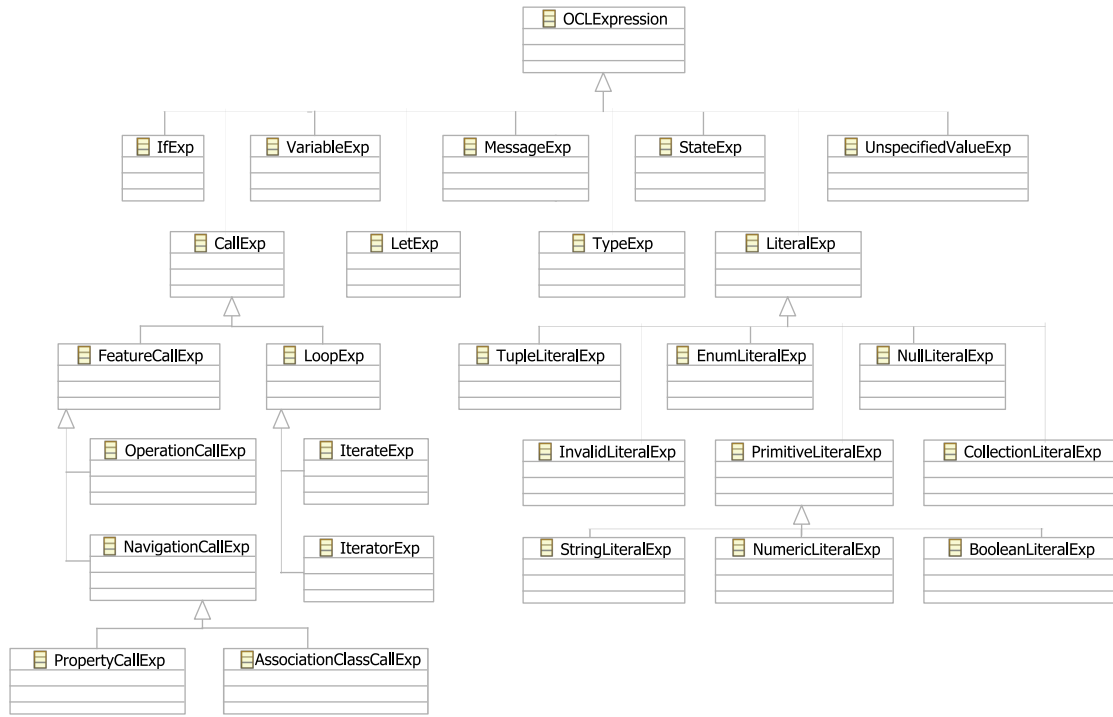 OCLExpression
IfExp
VariableExp
MessageExp
StateExp
UnspecifiedValueExp
CallExp
LetExp
TypeExp
LiteralExp
FeatureCallExp
LoopExp
TupleLiteralExp
EnumLiteralExp
NullLiteralExp
OperationCallExp
IterateExp
InvalidLiteralExp
PrimitiveLiteralExp
CollectionLiteralExp
NavigationCallExp
IteratorExp
StringLiteralExp
NumericLiteralExp
BooleanLiteralExp
PropertyCallExp
AssociationClassCallExp